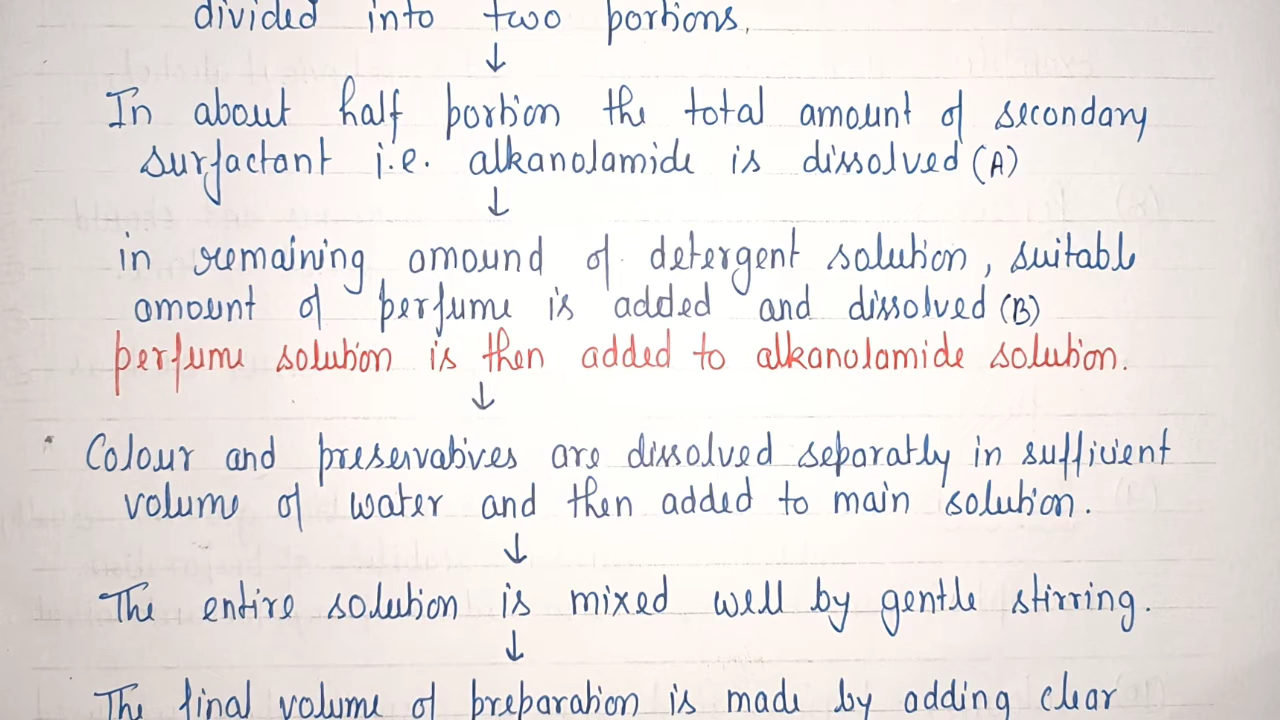 divided into two portions.
↓
In about half portion the total amount of secondary
surfactant i.e. alkanolamide is dissolved (A)
↓
in remaining amound of detergent solution, suitabl
amount of perfume is added and dissolved (B)
perfume solution is then added to alkanolamide solution.
↓
Colour and preservatives are dissolved separatly in sufficient
volume of water and then added to main solution.
↓
The entire solution is mixed well by gentle stirring.
↓
The final volume of preparation is made by adding clear